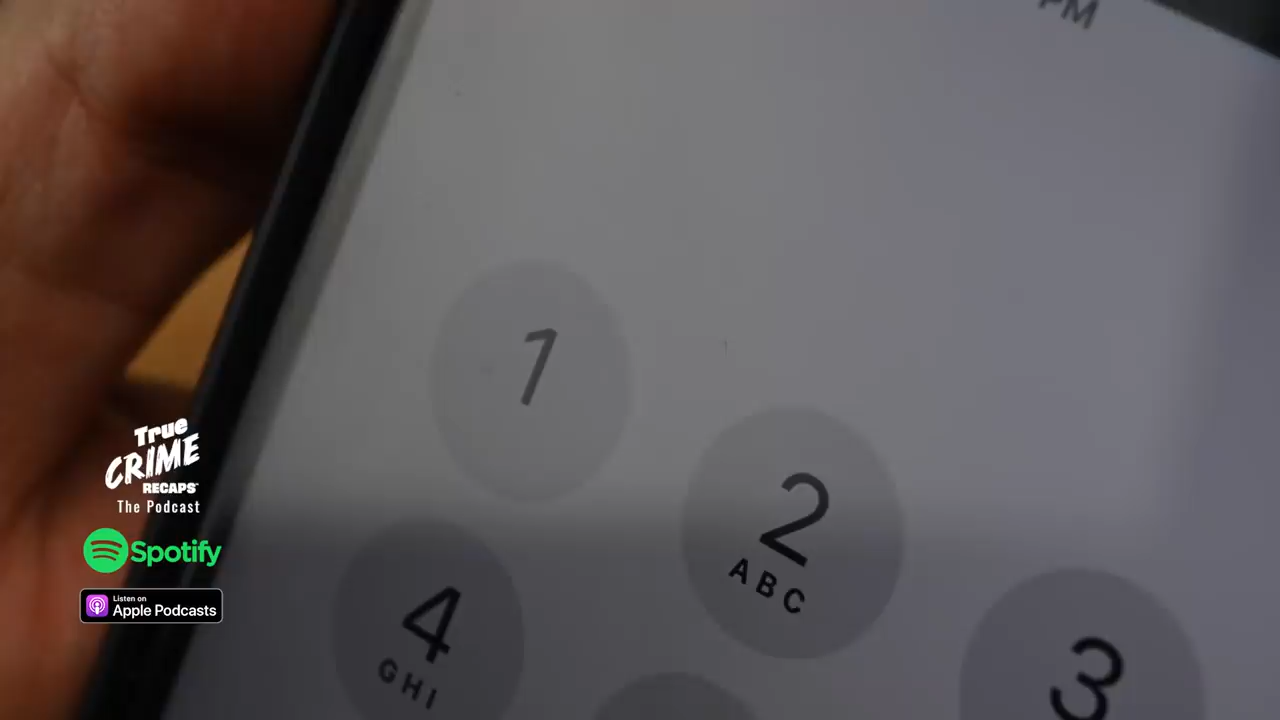 PM
1
2
ABC
4
GHI
3
True
CRIME
RECAPS
The Podcast
Spotify
Listen on
Apple Podcasts